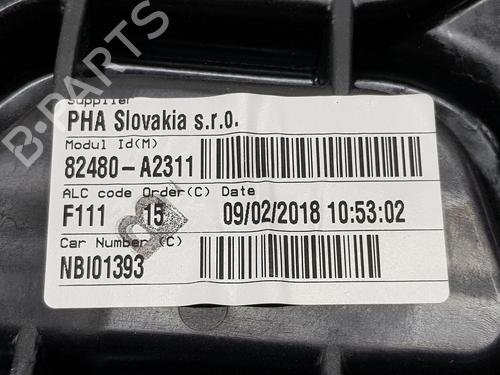 Supplier
PHA Slovakia s.r.o.
Modul Id(M)
82480-A2311
ALC code Order(C) Date
F111 15 09/02/2018 10:53:02
Car Number (C)
NBI01393
B-PARTS